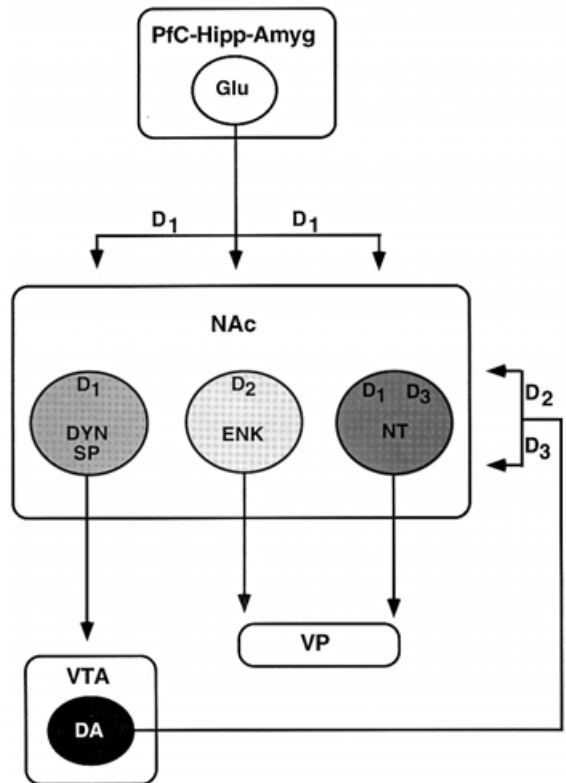 PfC-Hipp-Amyg
Glu
D1 D1
NAc
D1 D2 D1 D3
DYN ENK NT
SP
D2
D3
VP
VTA
DA